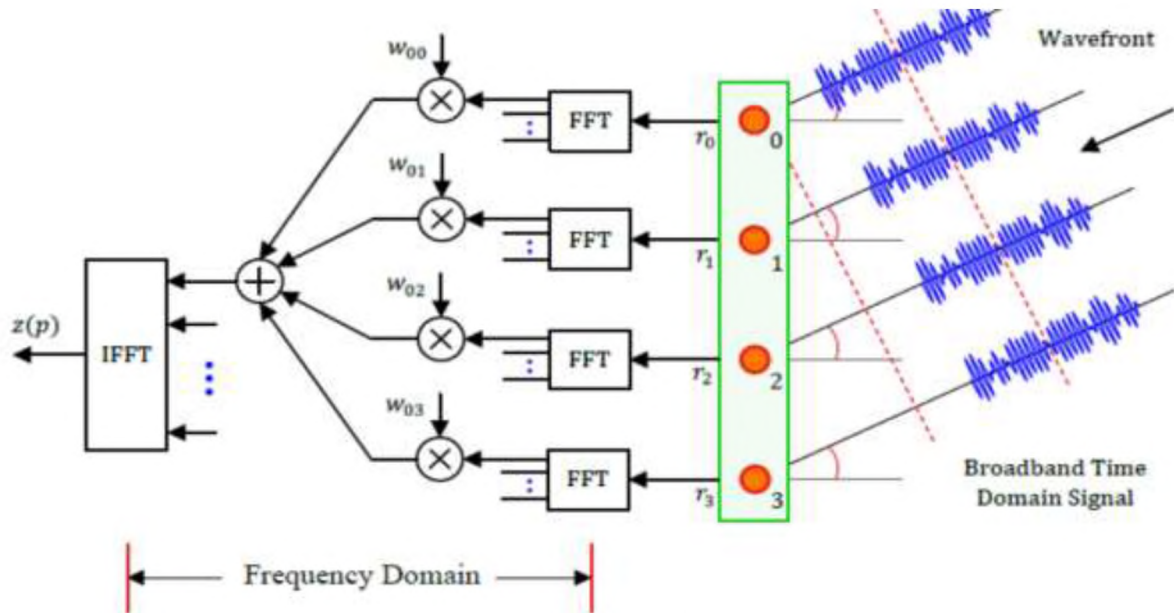 w₀₀
Wavefront
FFT
r₀
0
w₀₁
FFT
r₁
1
w₀₂
z(p)
IFFT
FFT
r₂
2
w₀₃
FFT
r₃
3
Broadband Time
Domain Signal
Frequency Domain